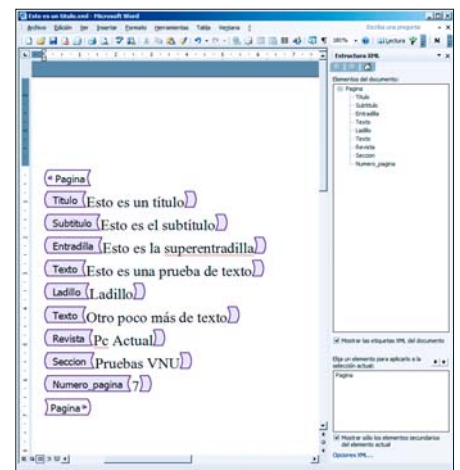 Esto es un titulo.xml - Microsoft Word
Archivo Edición Ver Insertar Formato Herramientas Tabla Ventana ?
Escriba una pregunta
Lectura
Estructura XML
Elementos del documento:
Pagina
Titulo
Subtitulo
Entradilla
Texto
Ladillo
Texto
Revista
Seccion
Numero_pagina
Pagina
Titulo Esto es un titulo
Subtitulo Esto es el subtítulo
Entradilla Esto es la superentradilla
Texto Esto es una prueba de texto
Ladillo Ladillo
Texto Otro poco más de texto
Revista Pc Actual
Seccion Pruebas VNU
Numero_pagina 7
Pagina
Mostrar las etiquetas XML del documento
Elija un elemento para aplicarlo a la
selección actual:
Pagina
Mostrar sólo los elementos secundarios
del elemento actual
Opciones XML...